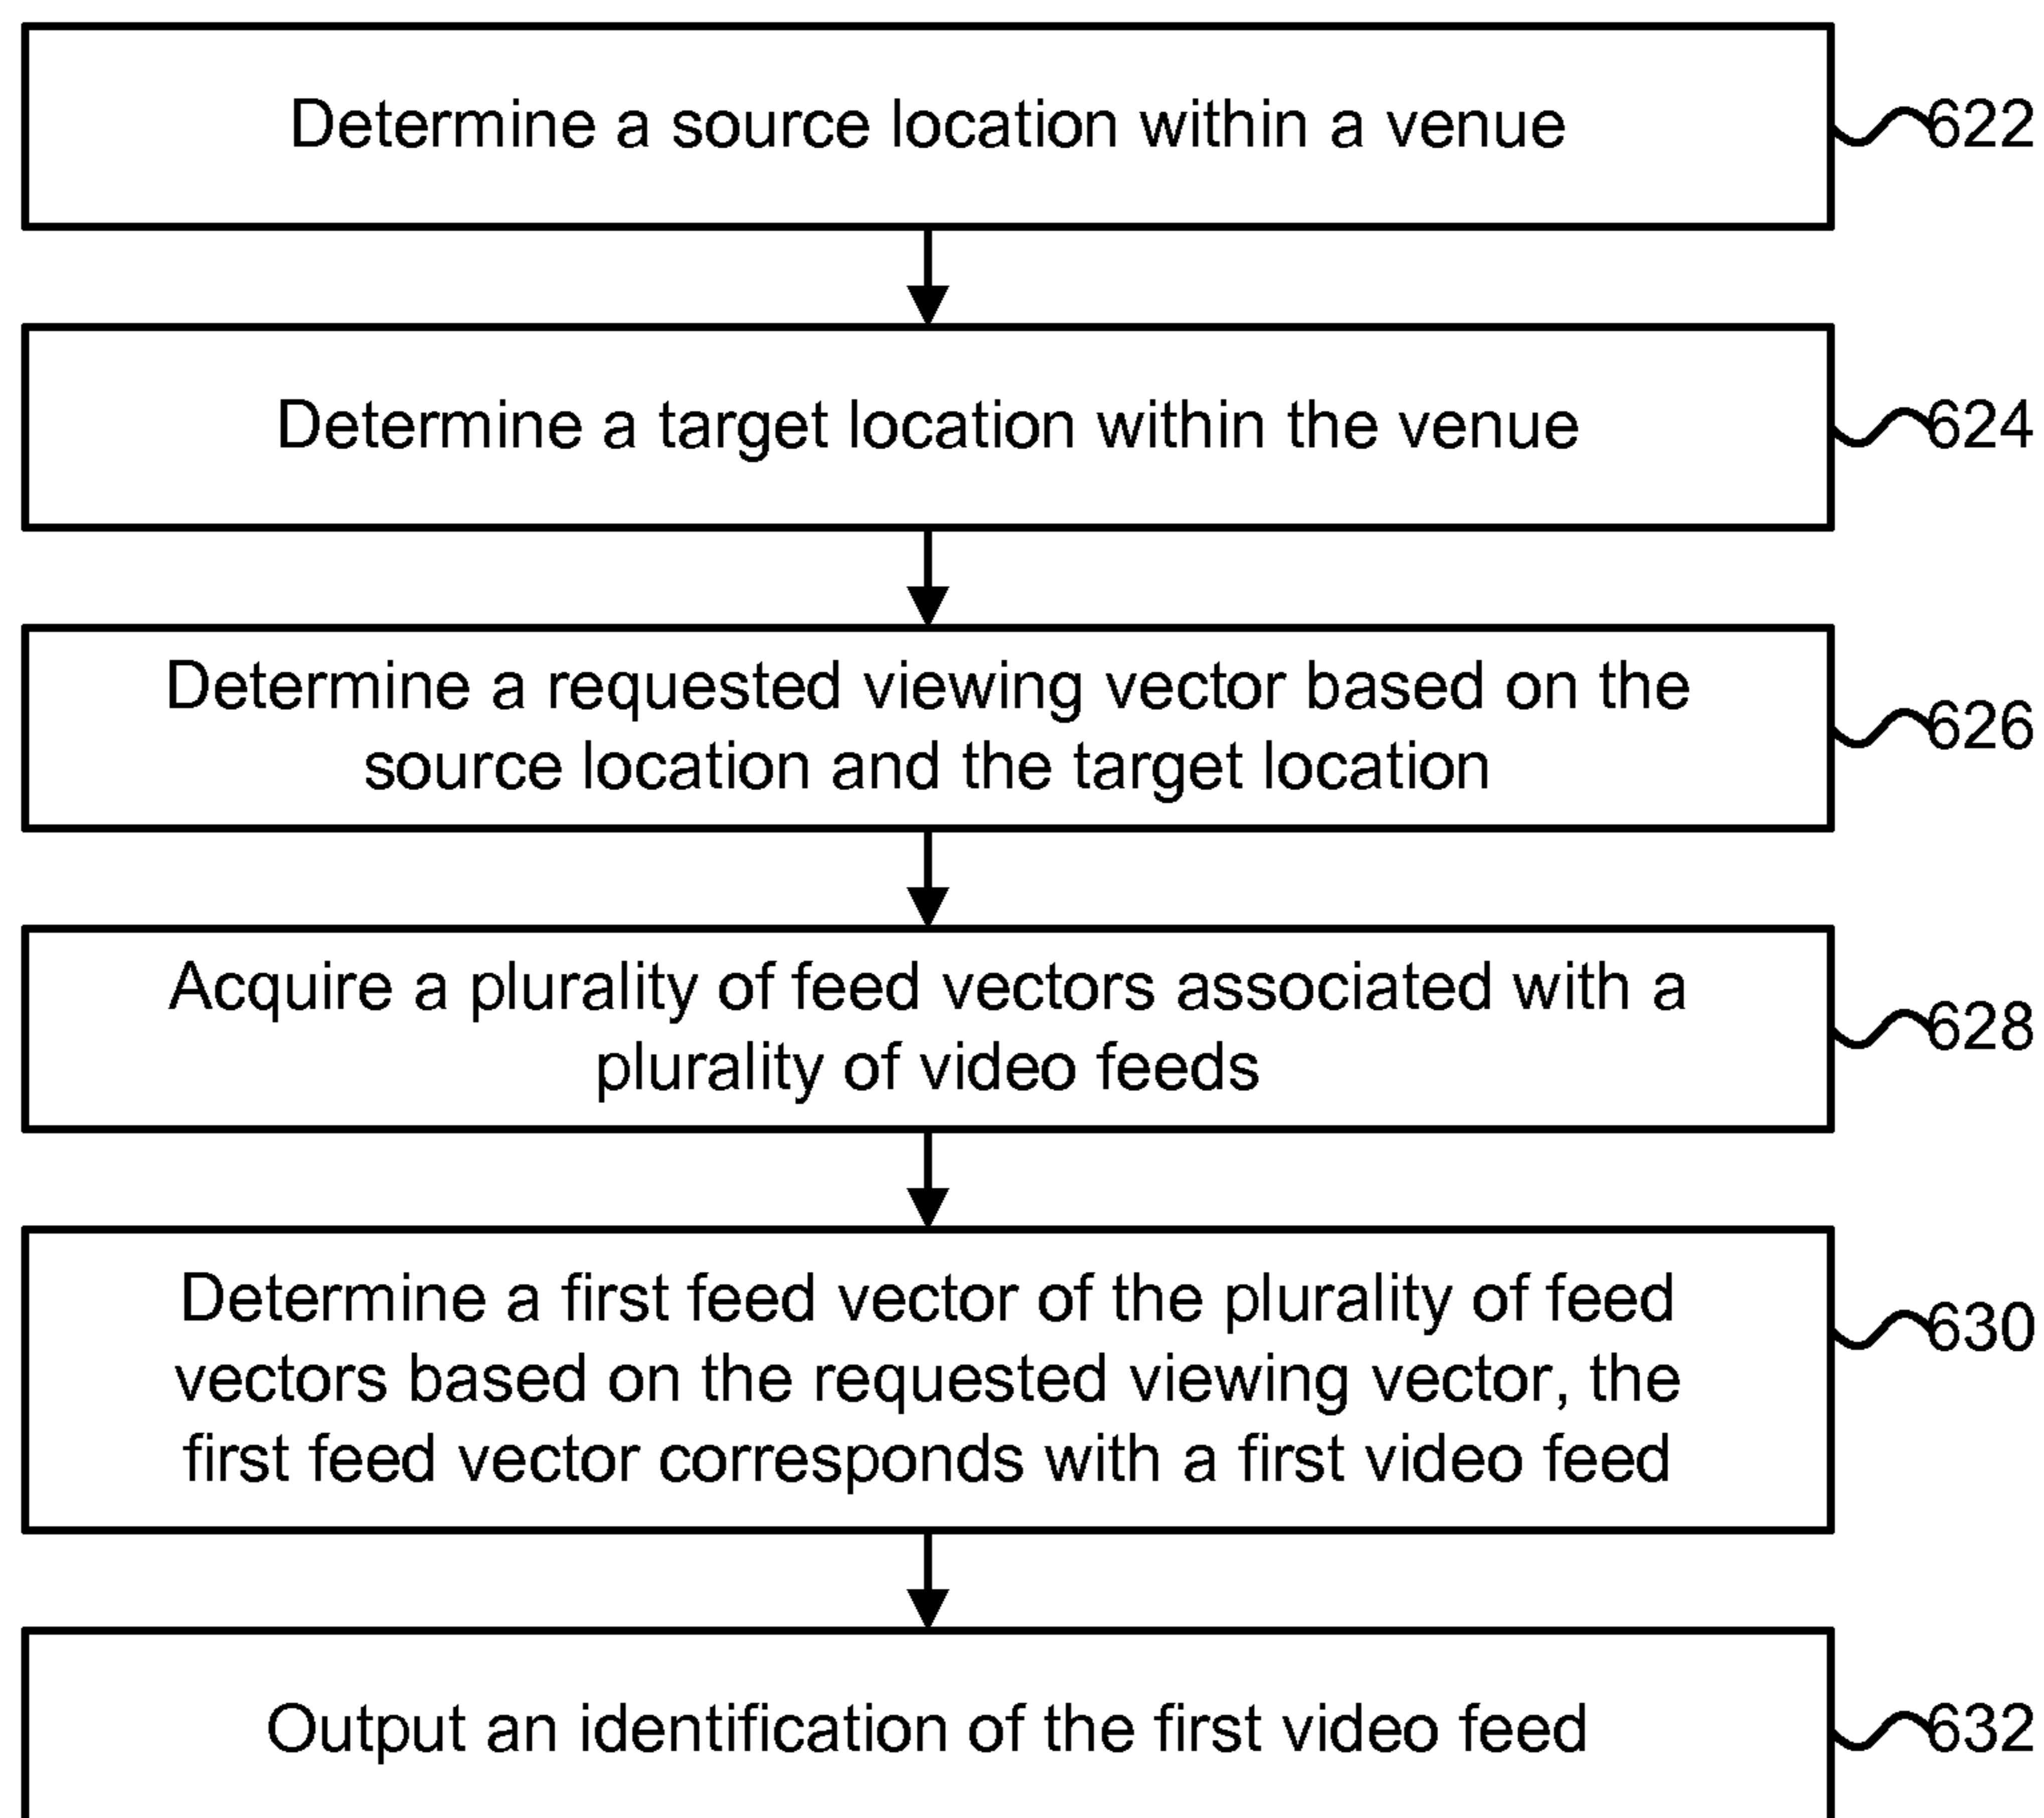 Determine a source location within a venue
622
Determine a target location within the venue
624
Determine a requested viewing vector based on the
source location and the target location
626
Acquire a plurality of feed vectors associated with a
plurality of video feeds
628
Determine a first feed vector of the plurality of feed
vectors based on the requested viewing vector, the
first feed vector corresponds with a first video feed
630
Output an identification of the first video feed
632